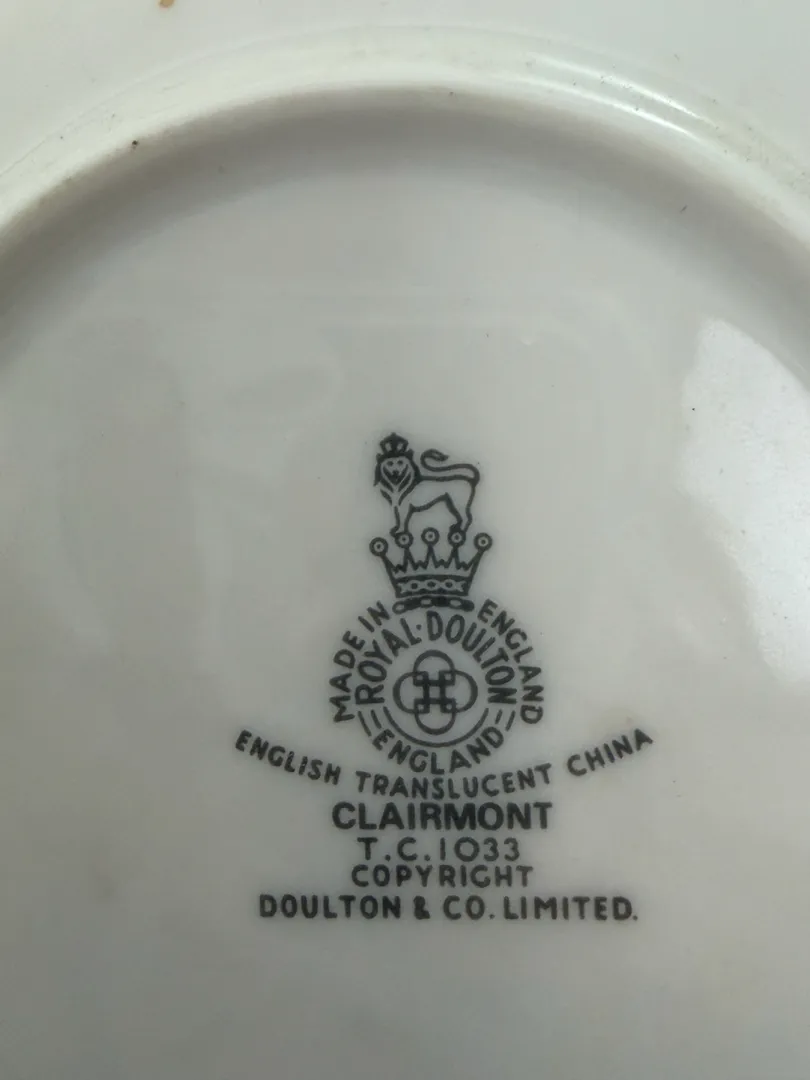 MADE IN ENGLAND
ROYAL·DOULTON
ENGLAND
ENGLISH TRANSLUCENT CHINA
CLAIRMONT
T.C.1033
COPYRIGHT
DOULTON & CO. LIMITED.